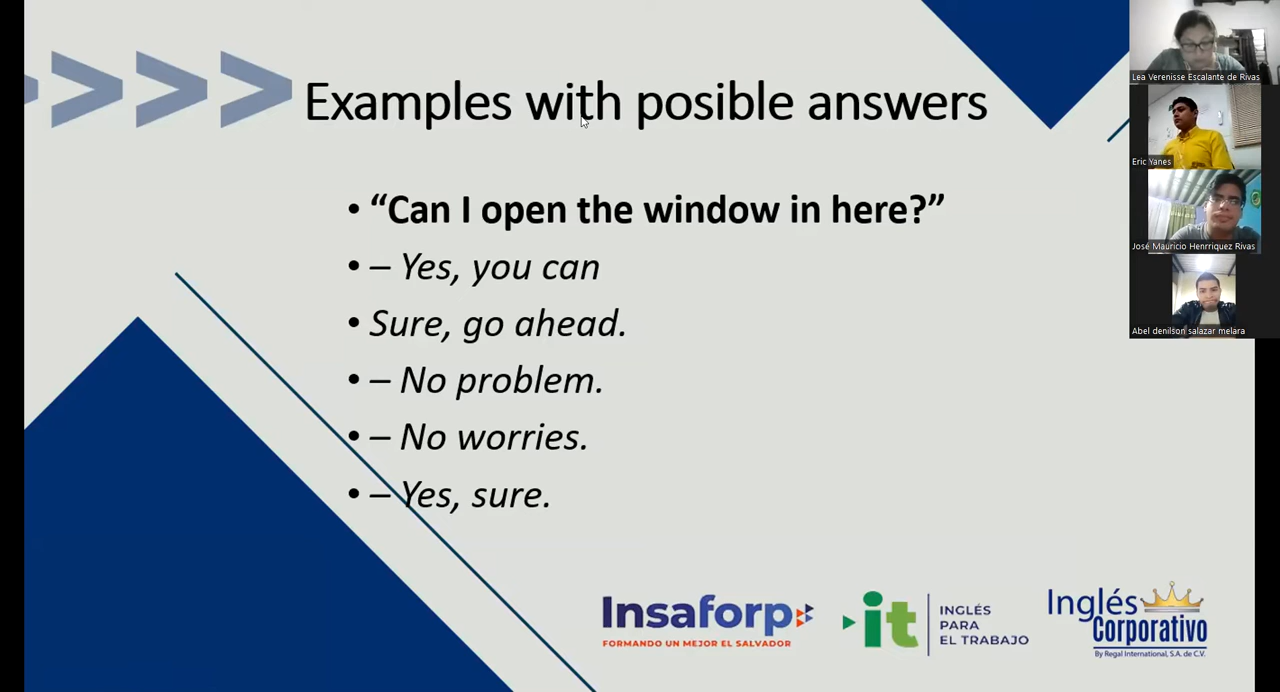 Examples with posible answers
• “Can I open the window in here?”
• – Yes, you can
• Sure, go ahead.
• – No problem.
• – No worries.
• – Yes, sure.
Insaforp
FORMANDO UN MEJOR EL SALVADOR
it
INGLÉS
PARA
EL TRABAJO
Inglés
Corporativo
By Regal International, S.A. de C.V.
Lea Verenisse Escalante de Rivas
Eric Yanes
José Mauricio Henrriquez Rivas
Abel denilson salazar melara